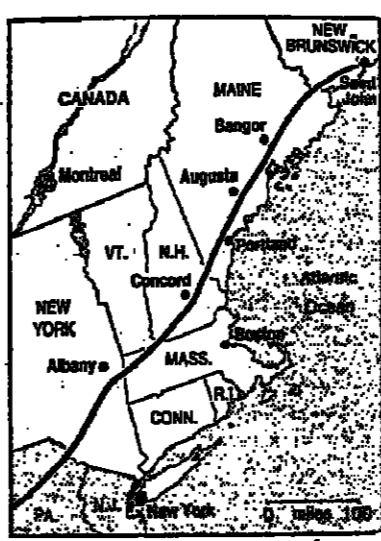 NEW
BRUNSWICK
Saint
John
CANADA
MAINE
Bangor
Montreal
Augusta
Portland
VT.
N.H.
Concord
Atlantic
Ocean
NEW
YORK
Boston
Albany
MASS.
R.I.
CONN.
PA.
N.J.
New York
0 miles 100